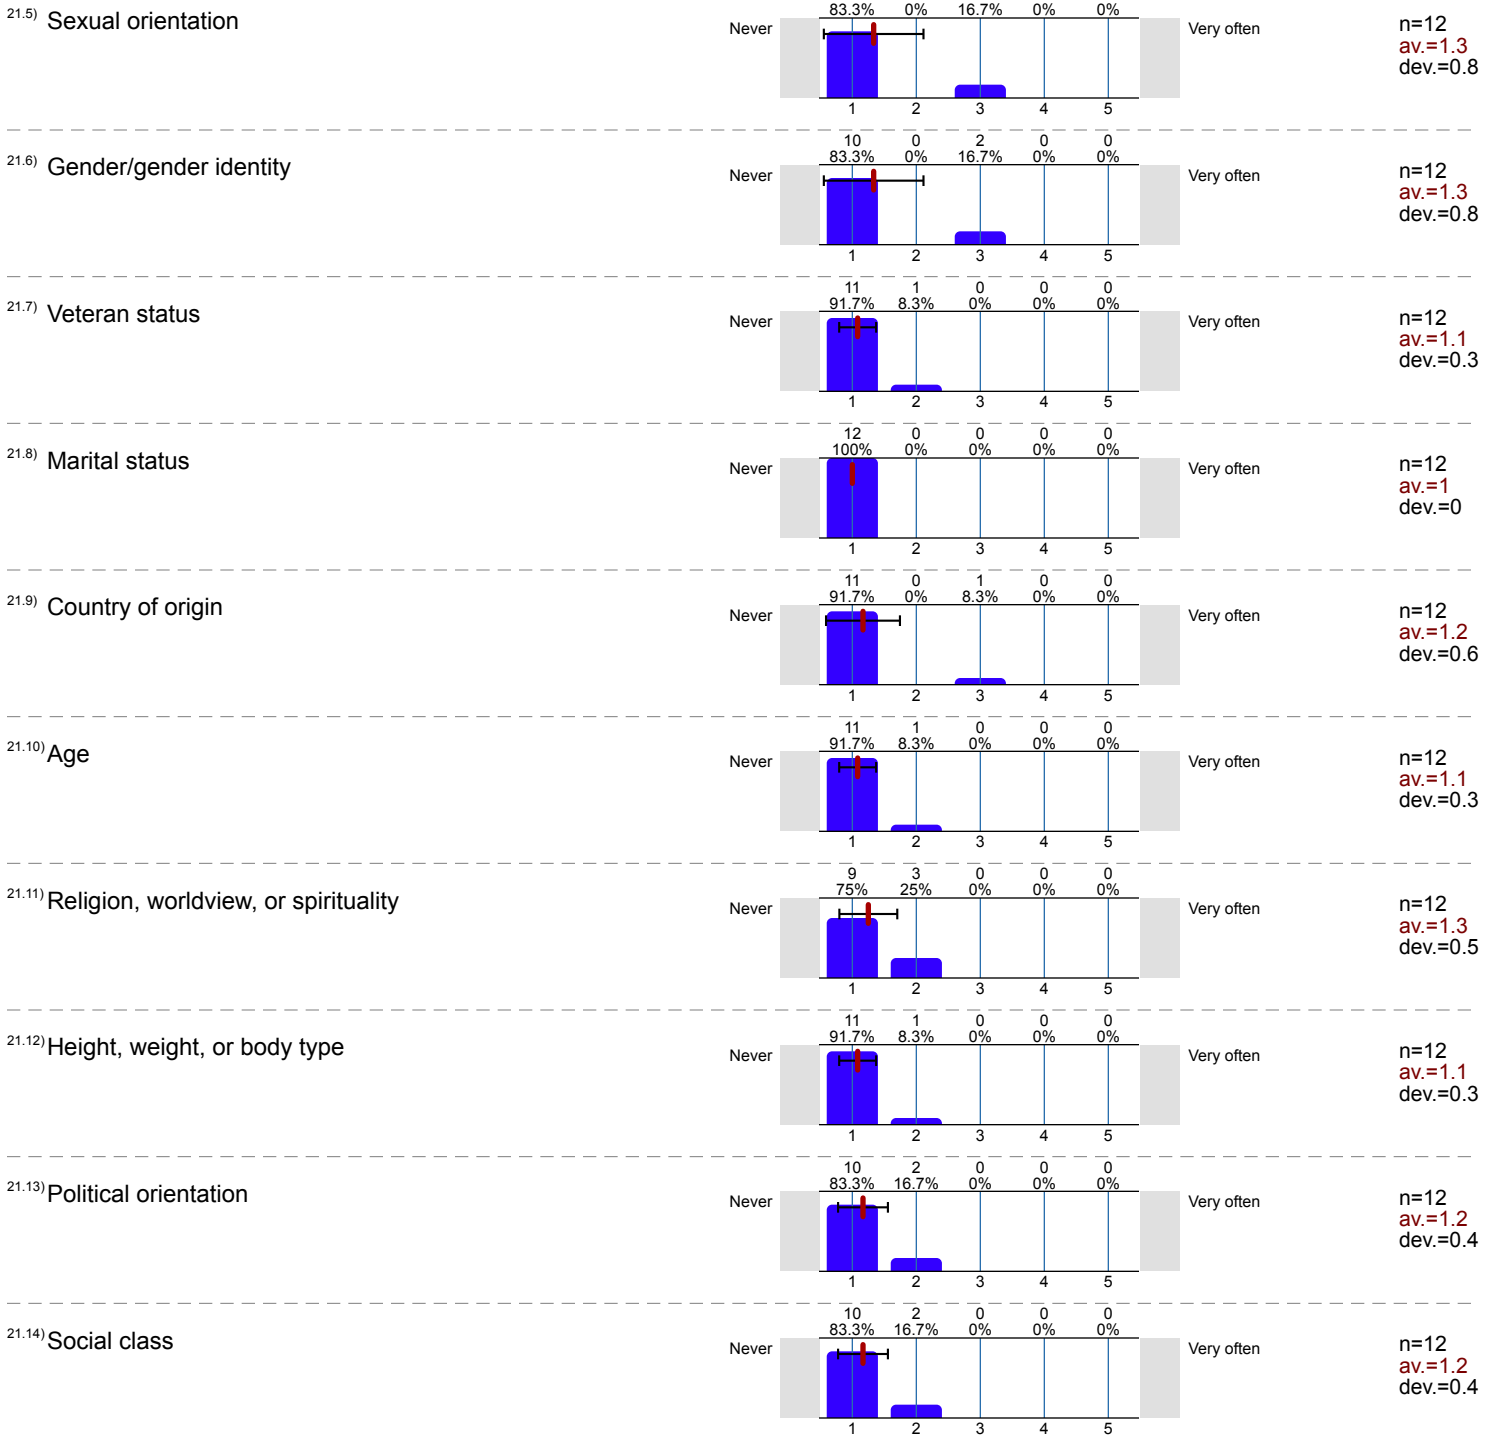 21.5) Sexual orientation
83.3% 0% 16.7% 0% 0%
Never Very often
n=12
av.=1.3
dev.=0.8
1 2 3 4 5
21.6) Gender/gender identity
10 0 2 0 0
83.3% 0% 16.7% 0% 0%
Never Very often
n=12
av.=1.3
dev.=0.8
1 2 3 4 5
21.7) Veteran status
11 1 0 0 0
91.7% 8.3% 0% 0% 0%
Never Very often
n=12
av.=1.1
dev.=0.3
1 2 3 4 5
21.8) Marital status
12 0 0 0 0
100% 0% 0% 0% 0%
Never Very often
n=12
av.=1
dev.=0
1 2 3 4 5
21.9) Country of origin
11 0 1 0 0
91.7% 0% 8.3% 0% 0%
Never Very often
n=12
av.=1.2
dev.=0.6
1 2 3 4 5
21.10) Age
11 1 0 0 0
91.7% 8.3% 0% 0% 0%
Never Very often
n=12
av.=1.1
dev.=0.3
1 2 3 4 5
21.11) Religion, worldview, or spirituality
9 3 0 0 0
75% 25% 0% 0% 0%
Never Very often
n=12
av.=1.3
dev.=0.5
1 2 3 4 5
21.12) Height, weight, or body type
11 1 0 0 0
91.7% 8.3% 0% 0% 0%
Never Very often
n=12
av.=1.1
dev.=0.3
1 2 3 4 5
21.13) Political orientation
10 2 0 0 0
83.3% 16.7% 0% 0% 0%
Never Very often
n=12
av.=1.2
dev.=0.4
1 2 3 4 5
21.14) Social class
10 2 0 0 0
83.3% 16.7% 0% 0% 0%
Never Very often
n=12
av.=1.2
dev.=0.4
1 2 3 4 5